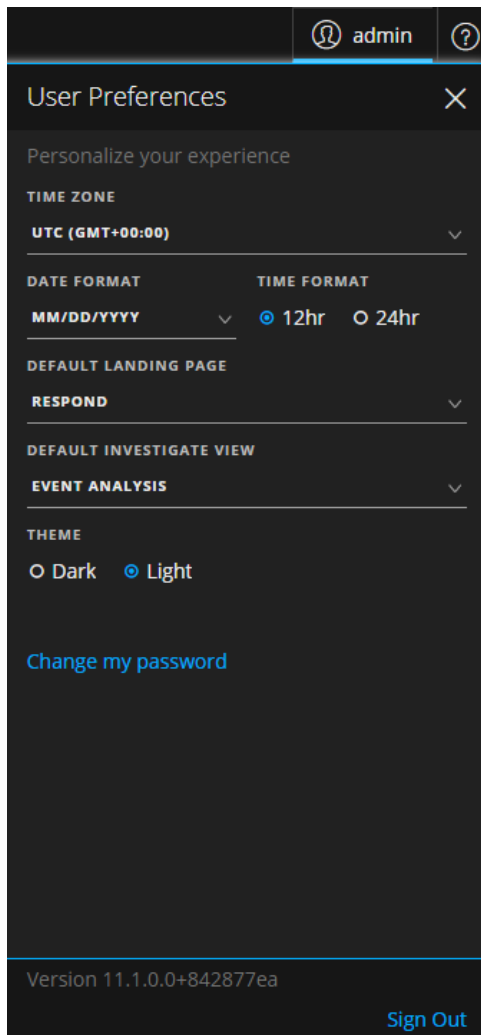 admin
User Preferences
Personalize your experience
TIME ZONE
UTC (GMT+00:00)
DATE FORMAT TIME FORMAT
MM/DD/YYYY 12hr 24hr
DEFAULT LANDING PAGE
RESPOND
DEFAULT INVESTIGATE VIEW
EVENT ANALYSIS
THEME
Dark Light
Change my password
Version 11.1.0.0+842877ea
Sign Out